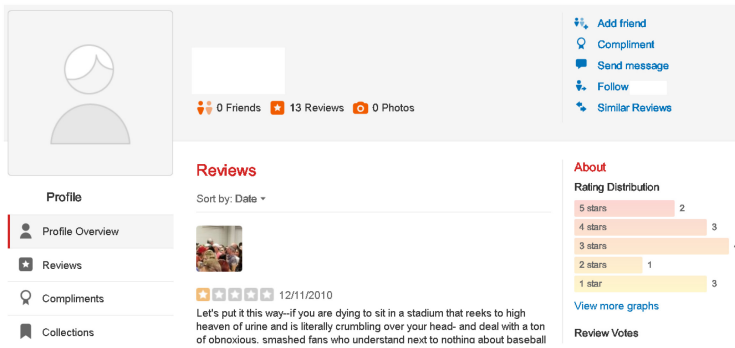 Add friend
Compliment
Send message
Follow
Similar Reviews
0 Friends 13 Reviews 0 Photos
Profile
Profile Overview
Reviews
Compliments
Collections
Reviews
Sort by: Date
12/11/2010
Let's put it this way--if you are dying to sit in a stadium that reeks to high
heaven of urine and is literally crumbling over your head- and deal with a ton
of obnoxious, smashed fans who understand next to nothing about baseball
About
Rating Distribution
5 stars 2
4 stars 3
3 stars
2 stars 1
1 star 3
View more graphs
Review Votes